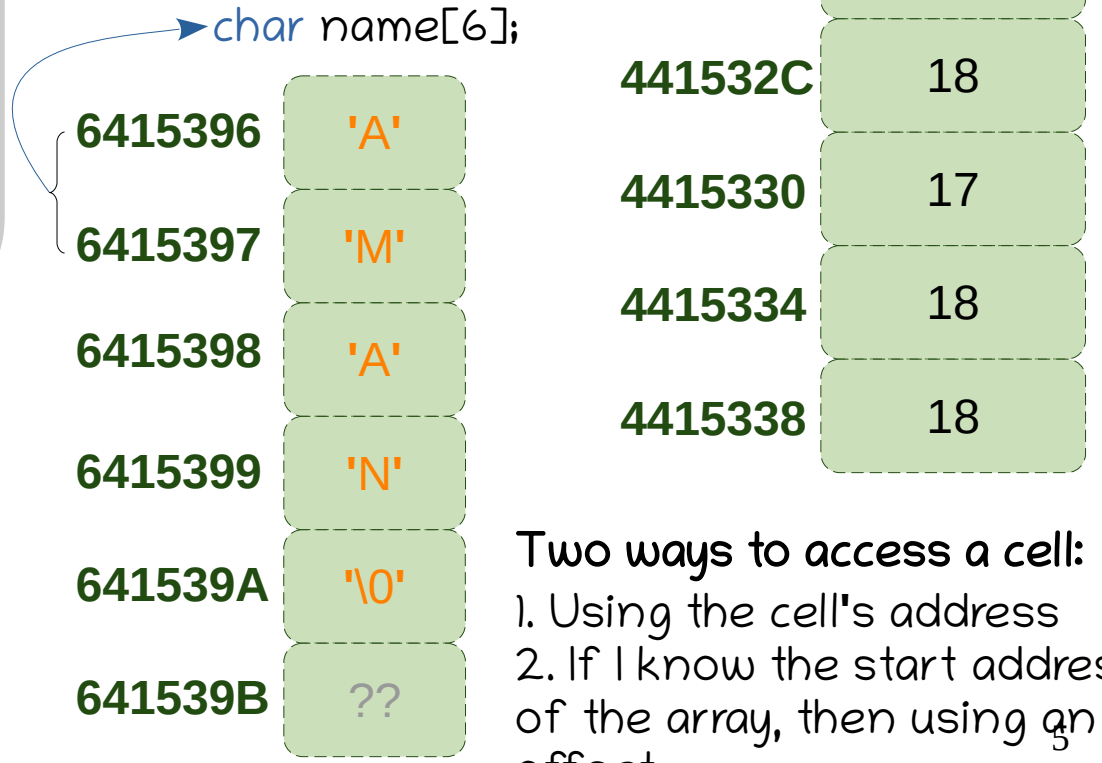 char name[6];
6415396 'A'
6415397 'M'
6415398 'A'
6415399 'N'
641539A '\0'
641539B ??
441532C 18
4415330 17
4415334 18
4415338 18
Two ways to access a cell:
1. Using the cell's address
2. If I know the start
of the array, then using an
5